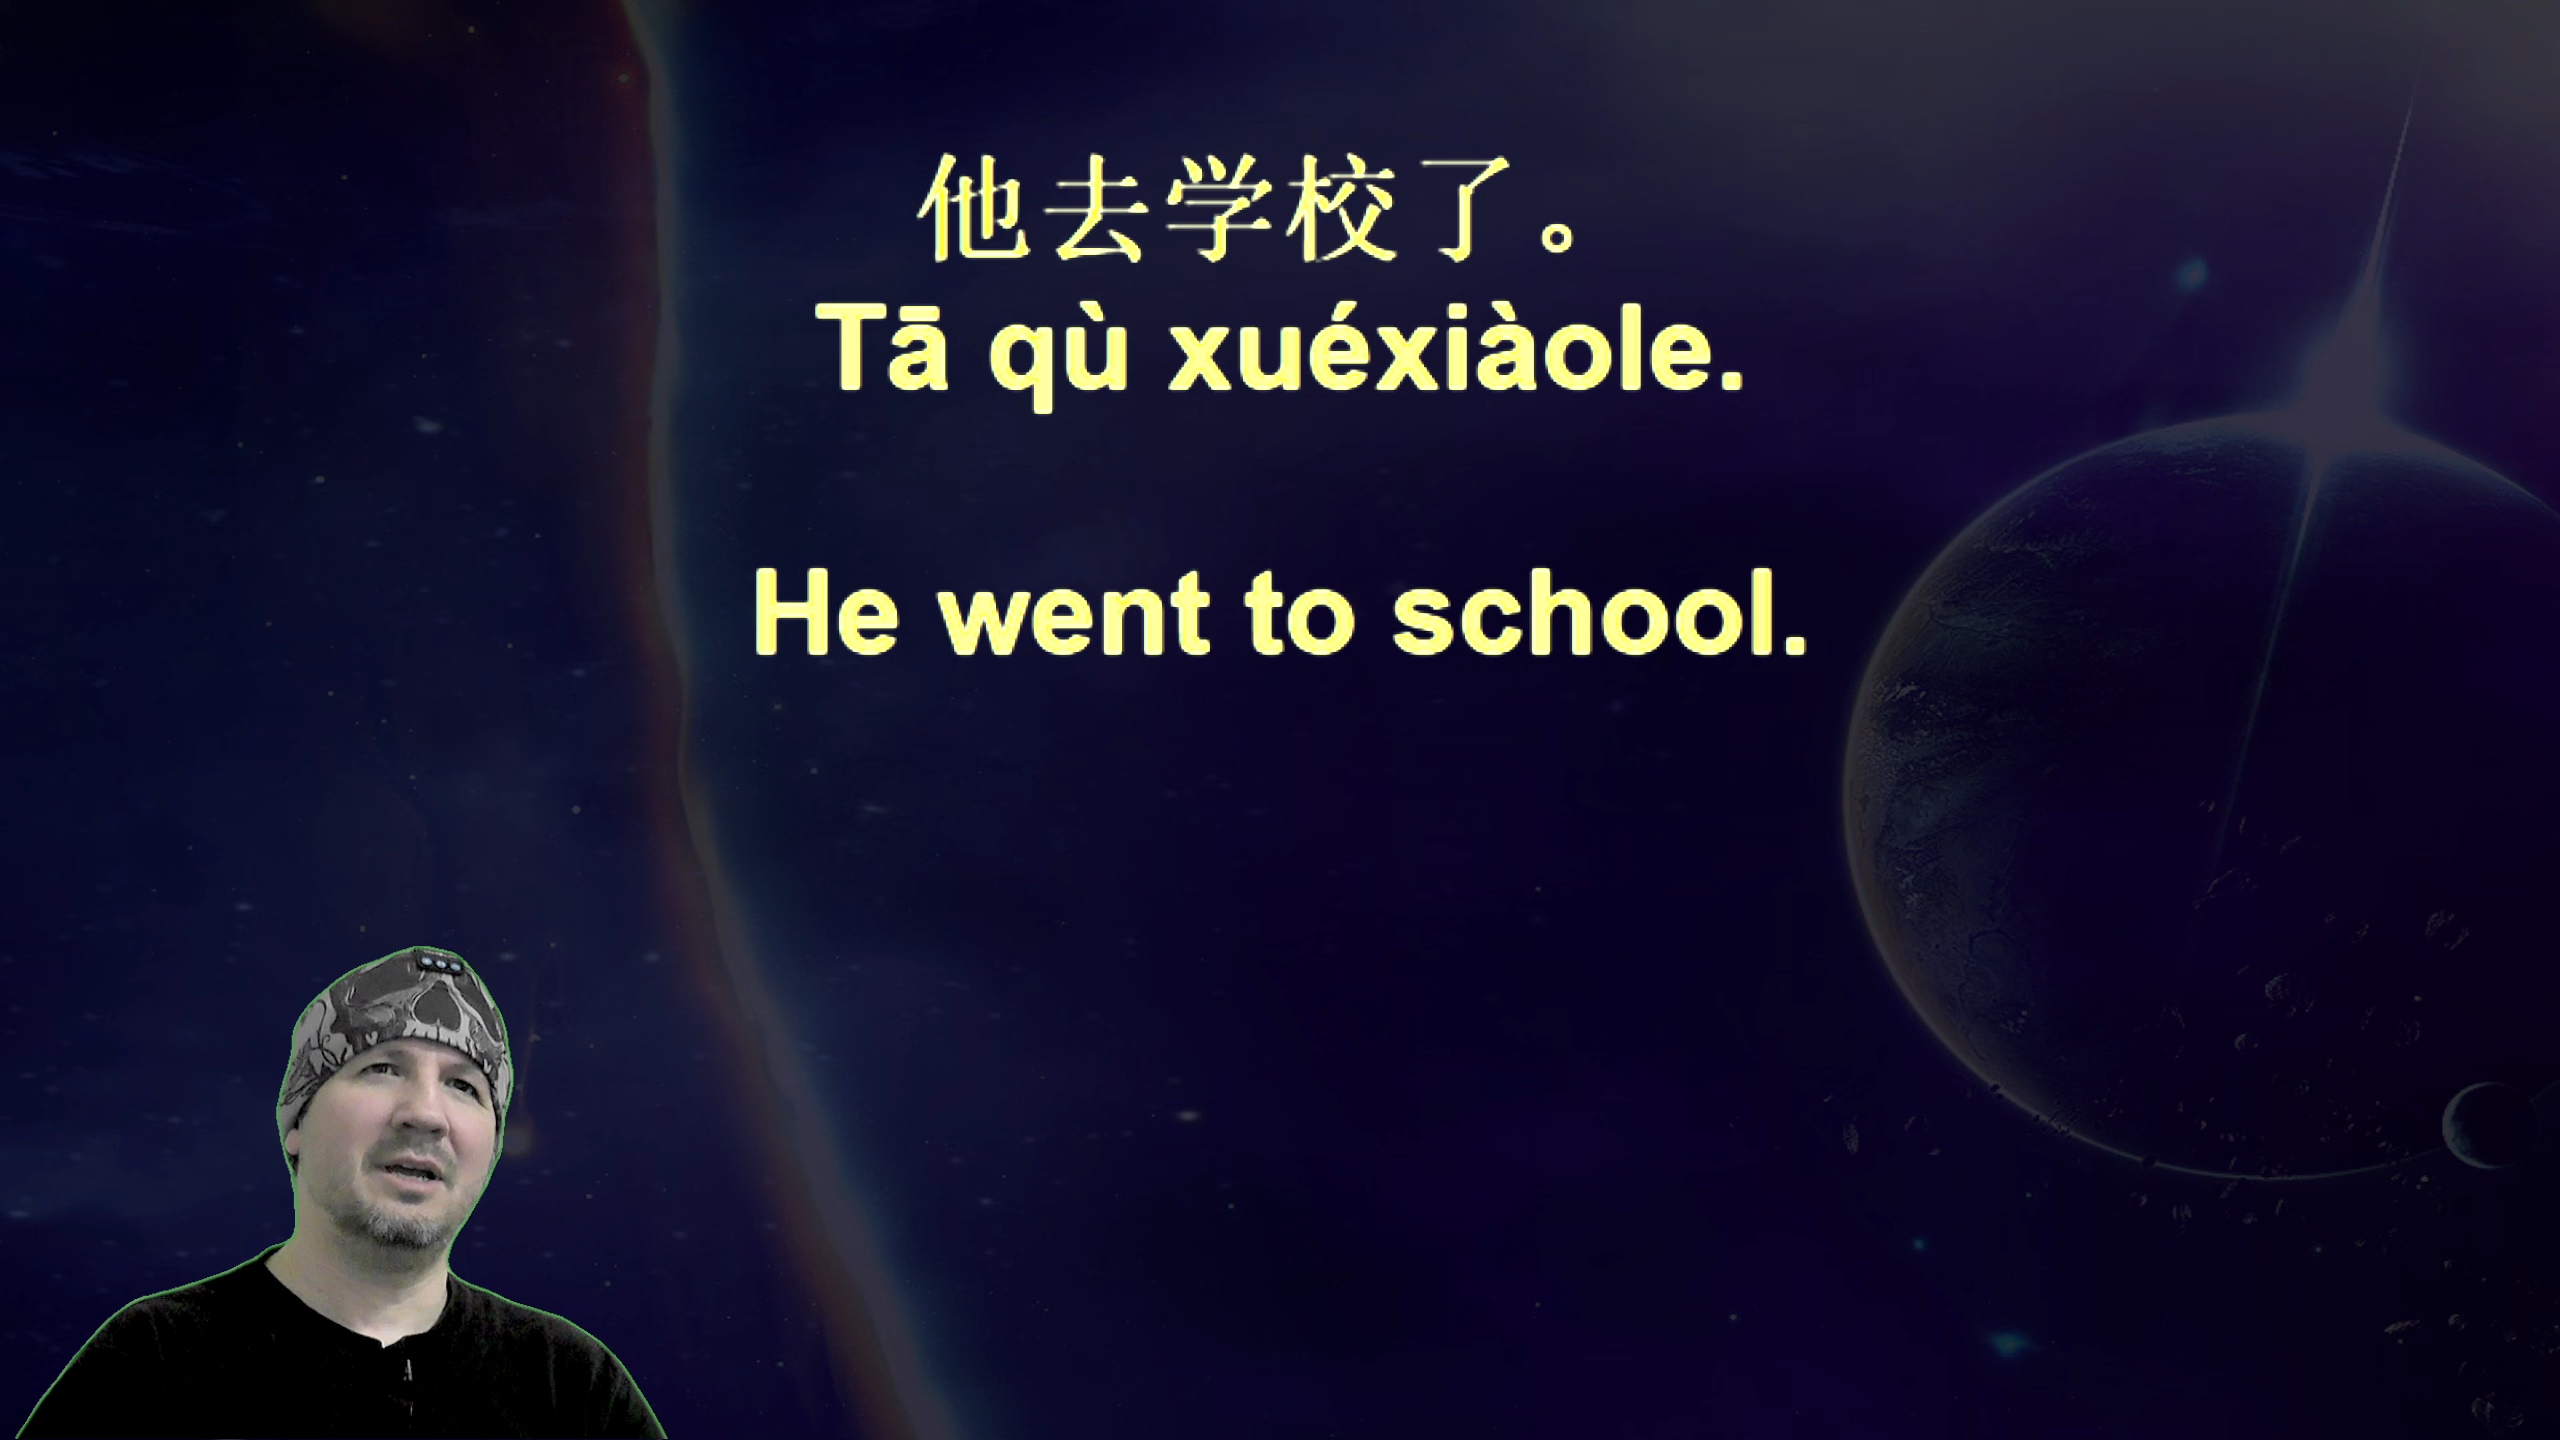 他去学校了。
Tā qù xuéxiàole.
He went to school.